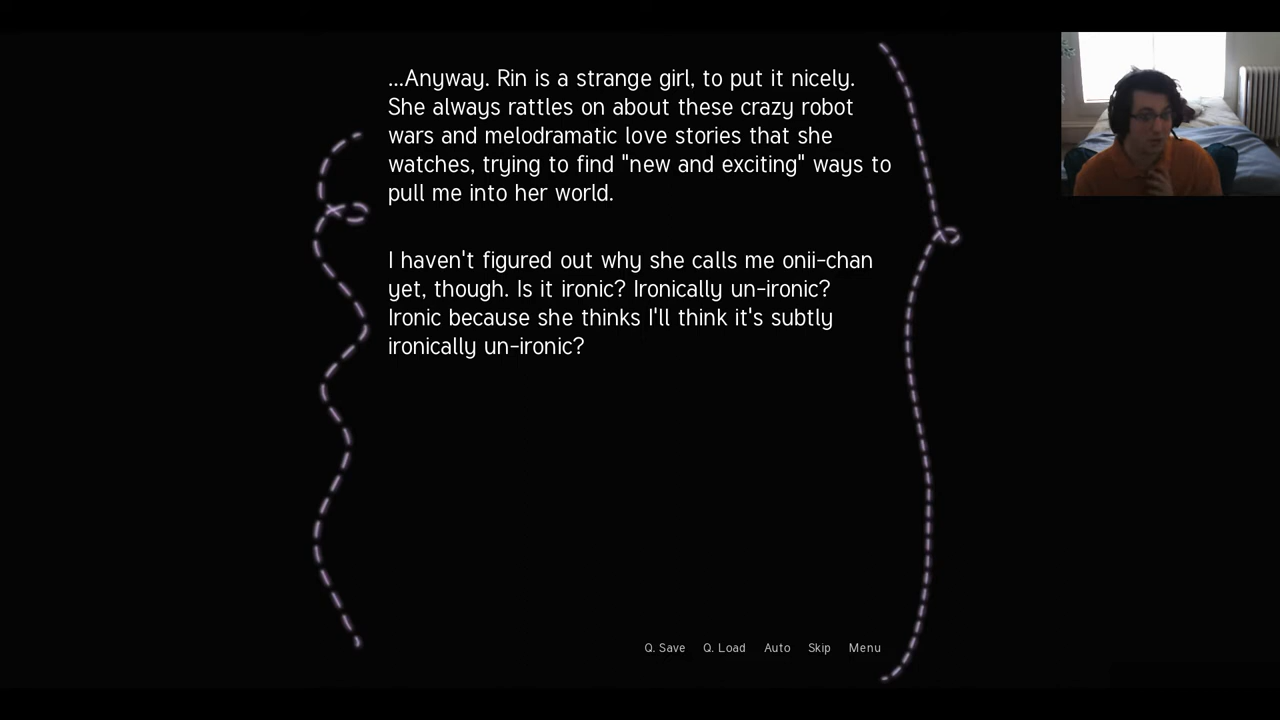 ...Anyway. Rin is a strange girl, to put it nicely.
She always rattles on about these crazy robot
wars and melodramatic love stories that she
watches, trying to find "new and exciting" ways to
pull me into her world.
I haven't figured out why she calls me onii-chan
yet, though. Is it ironic? Ironically un-ironic?
Ironic because she thinks I'll think it's subtly
ironically un-ironic?
Q. Save Q. Load Auto Skip Menu